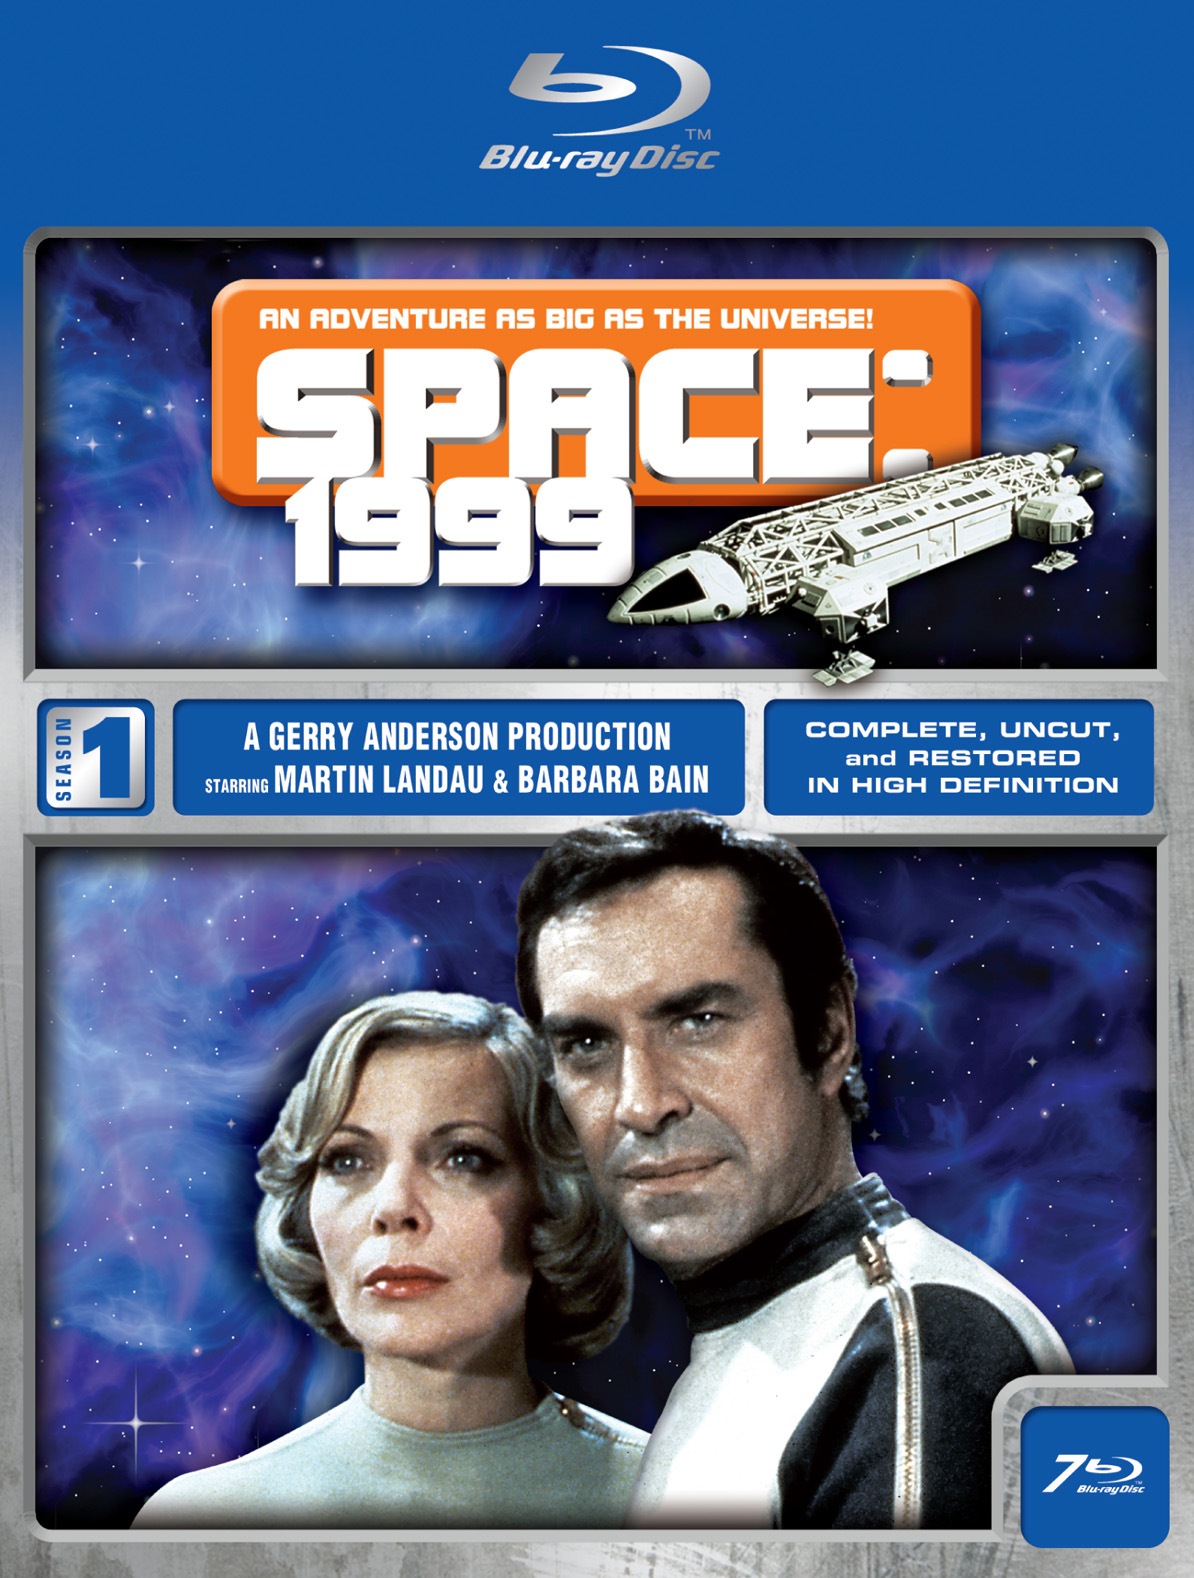 TM
Blu-ray Disc
AN ADVENTURE AS BIG AS THE UNIVERSE!
SPACE:
1999
SEASON 1
A GERRY ANDERSON PRODUCTION
STARRING MARTIN LANDAU & BARBARA BAIN
COMPLETE, UNCUT,
and RESTORED
IN HIGH DEFINITION
7
TM
Blu-ray Disc